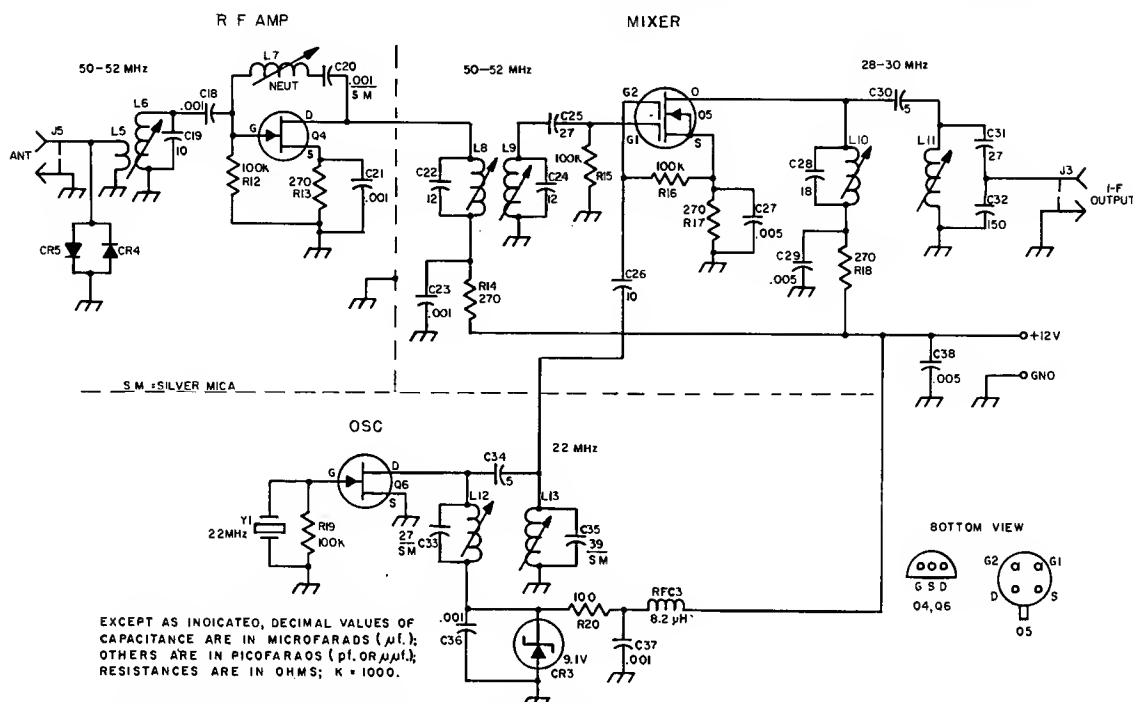 R F AMP
MIXER
50-52 MHz
L7
NEUT
C20
.001
SM
50-52 MHz
28-30 MHz
C30
5
L6
.001
C18
C19
10
J5
L5
ANT
G
D
Q4
S
100K
R12
270
R13
C21
.001
CR5
CR4
C22
12
L8
L9
C24
12
C25
27
100K
R15
G2
G1
O
Q5
S
100K
R16
270
R17
C27
.005
C28
18
L10
L11
C31
27
C32
150
J3
I-F
OUTPUT
C23
.001
R14
270
C26
10
C29
.005
270
R18
+12V
C38
.005
GNO
S.M. = SILVER MICA
OSC
22 MHz
G
D
Q6
S
C34
5
Y1
22MHz
R19
100K
L12
27
SM
C33
L13
C35
39
SM
BOTTOM VIEW
G S D
Q4, Q6
G2
G1
D
S
Q5
.001
C36
9.1V
CR3
100
R20
RFC3
8.2 μH
C37
.001
EXCEPT AS INDICATED, DECIMAL VALUES OF
CAPACITANCE ARE IN MICROFARADS (μf.);
OTHERS ARE IN PICOFARAOS (pf. OR μμf.);
RESISTANCES ARE IN OHMS; K = 1000.